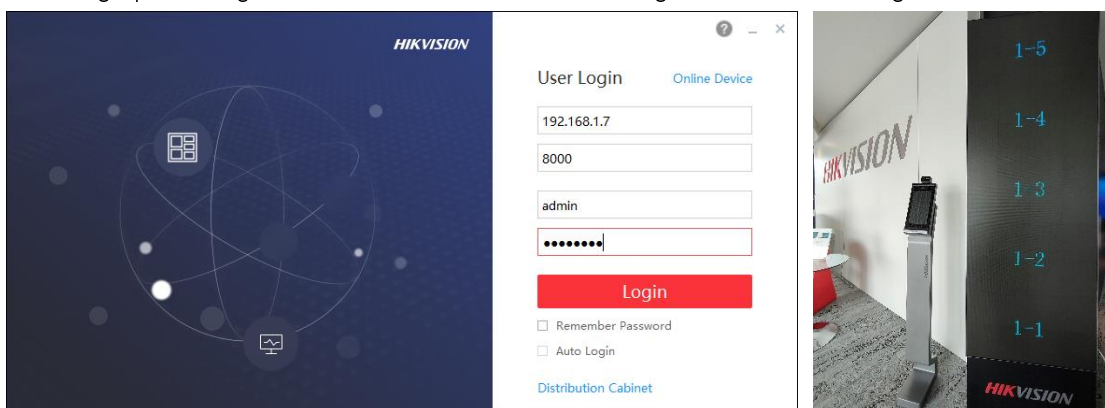 HIKVISION
User Login
Online Device
192.168.1.7
8000
admin
Login
Remember Password
Auto Login
Distribution Cabinet
1-5
1-4
1-3
1-2
1-1
HIKVISION
HIKVISION